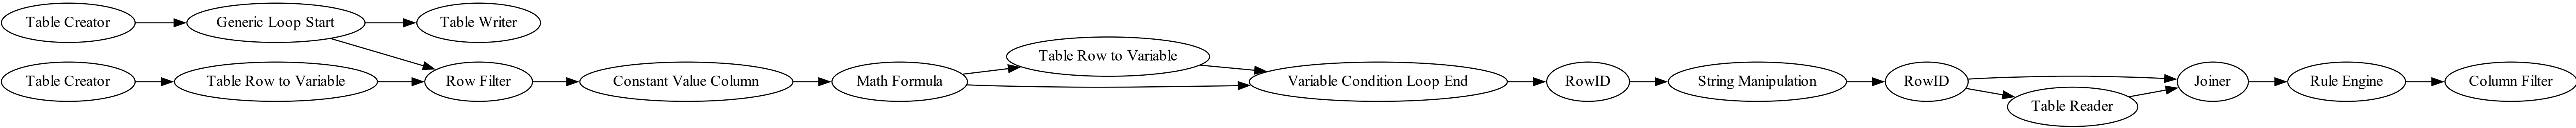 Table Creator
Generic Loop Start
Table Writer
Table Creator
Table Row to Variable
Row Filter
Constant Value Column
Math Formula
Table Row to Variable
Variable Condition Loop End
RowID
String Manipulation
RowID
Table Reader
Joiner
Rule Engine
Column Filter